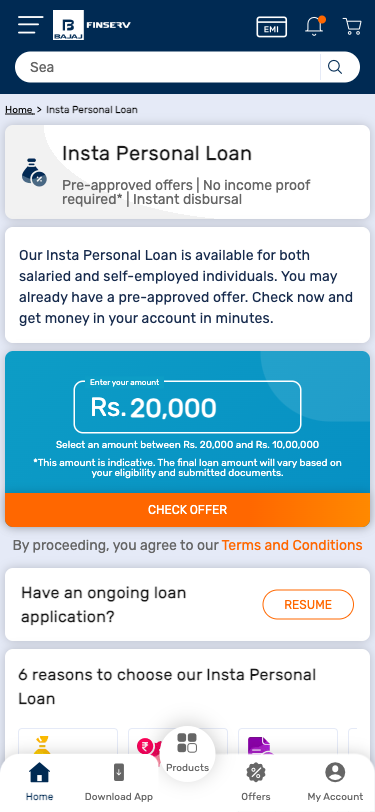 B
BAJAJ
FINSERV
EMI
Sea
Home > Insta Personal Loan
Insta Personal Loan
Pre-approved offers | No income proof
required* | Instant disbursal
Our Insta Personal Loan is available for both
salaried and self-employed individuals. You may
already have a pre-approved offer. Check now and
get money in your account in minutes.
Enter your amount
Rs. 20,000
Select an amount between Rs. 20,000 and Rs. 10,00,000
*This amount is indicative. The final loan amount will vary based on
your eligibility and submitted documents.
CHECK OFFER
By proceeding, you agree to our Terms and Conditions
Have an ongoing loan
application?
RESUME
6 reasons to choose our Insta Personal
Loan
Home
Download App
Products
Offers
My Account